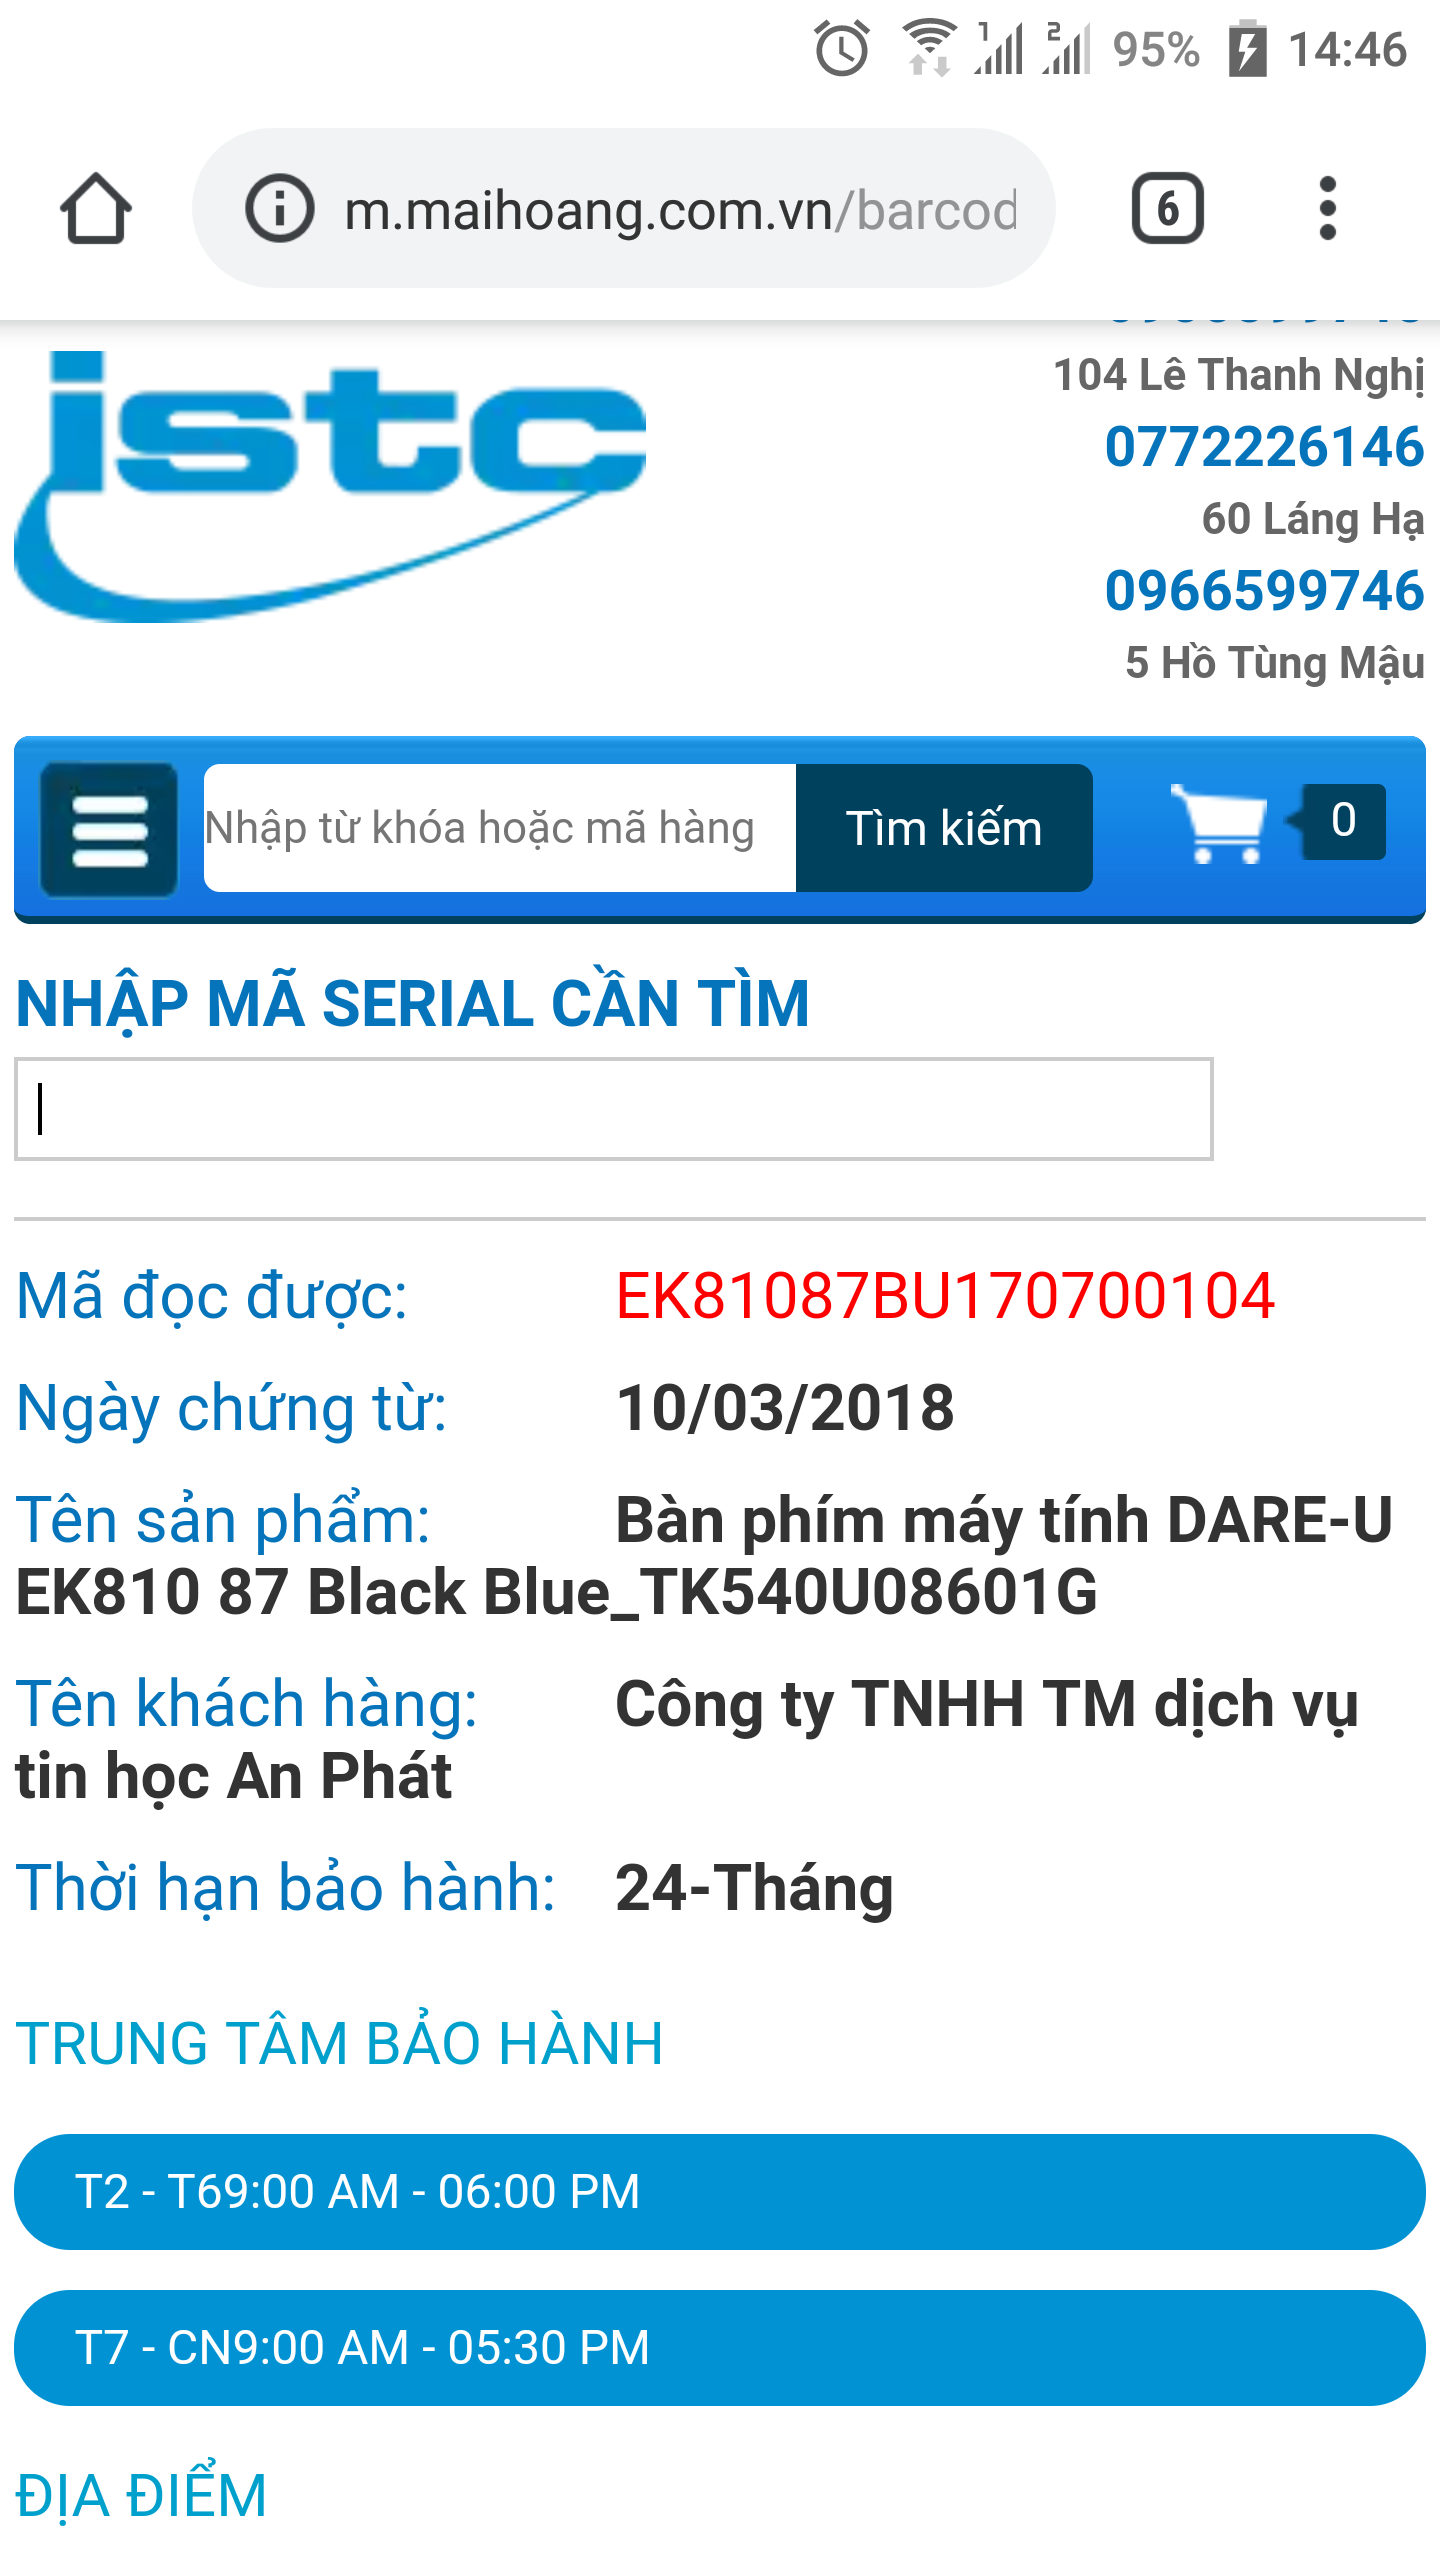 95% 14:46
m.maihoang.com.vn/barcod
6
istc
104 Lê Thanh Nghị
0772226146
60 Láng Hạ
0966599746
5 Hồ Tùng Mậu
Nhập từ khóa hoặc mã hàng Tìm kiếm 0
NHẬP MÃ SERIAL CẦN TÌM
Mã đọc được: EK81087BU170700104
Ngày chứng từ: 10/03/2018
Tên sản phẩm: Bàn phím máy tính DARE-U
EK810 87 Black Blue_TK540U08601G
Tên khách hàng: Công ty TNHH TM dịch vụ
tin học An Phát
Thời hạn bảo hành: 24-Tháng
TRUNG TÂM BẢO HÀNH
T2 - T69:00 AM - 06:00 PM
T7 - CN9:00 AM - 05:30 PM
ĐỊA ĐIỂM